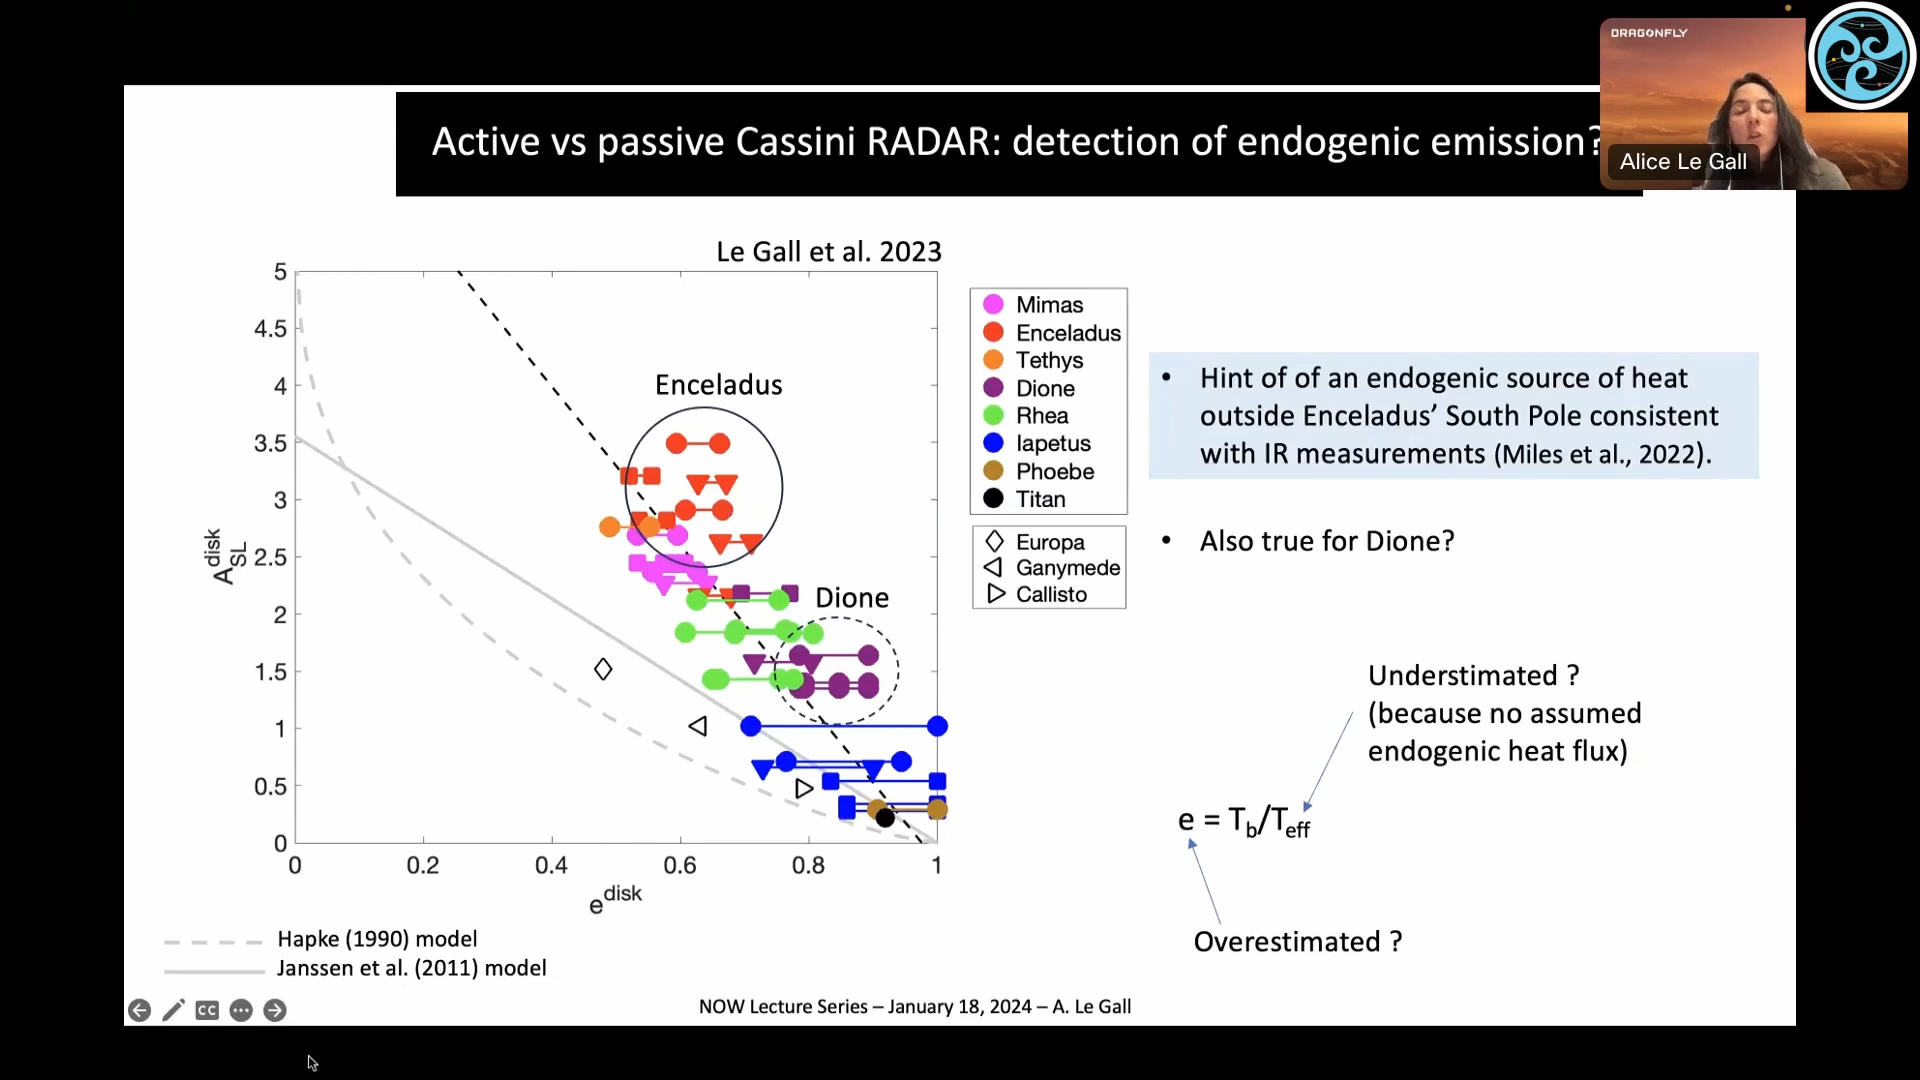 DRAGONFLY
Alice Le Gall
Active vs passive Cassini RADAR: detection of endogenic emission?
Le Gall et al. 2023
5
4.5
4
3.5
3
2.5
2
1.5
1
0.5
0
A disk SL
0 0.2 0.4 0.6 0.8 1
e disk
Enceladus
Dione
Mimas
Enceladus
Tethys
Dione
Rhea
Iapetus
Phoebe
Titan
Europa
Ganymede
Callisto
Hapke (1990) model
Janssen et al. (2011) model
• Hint of of an endogenic source of heat
outside Enceladus’ South Pole consistent
with IR measurements (Miles et al., 2022).
• Also true for Dione?
Understimated ?
(because no assumed
endogenic heat flux)
e = Tb/Teff
Overestimated ?
CC
NOW Lecture Series – January 18, 2024 – A. Le Gall